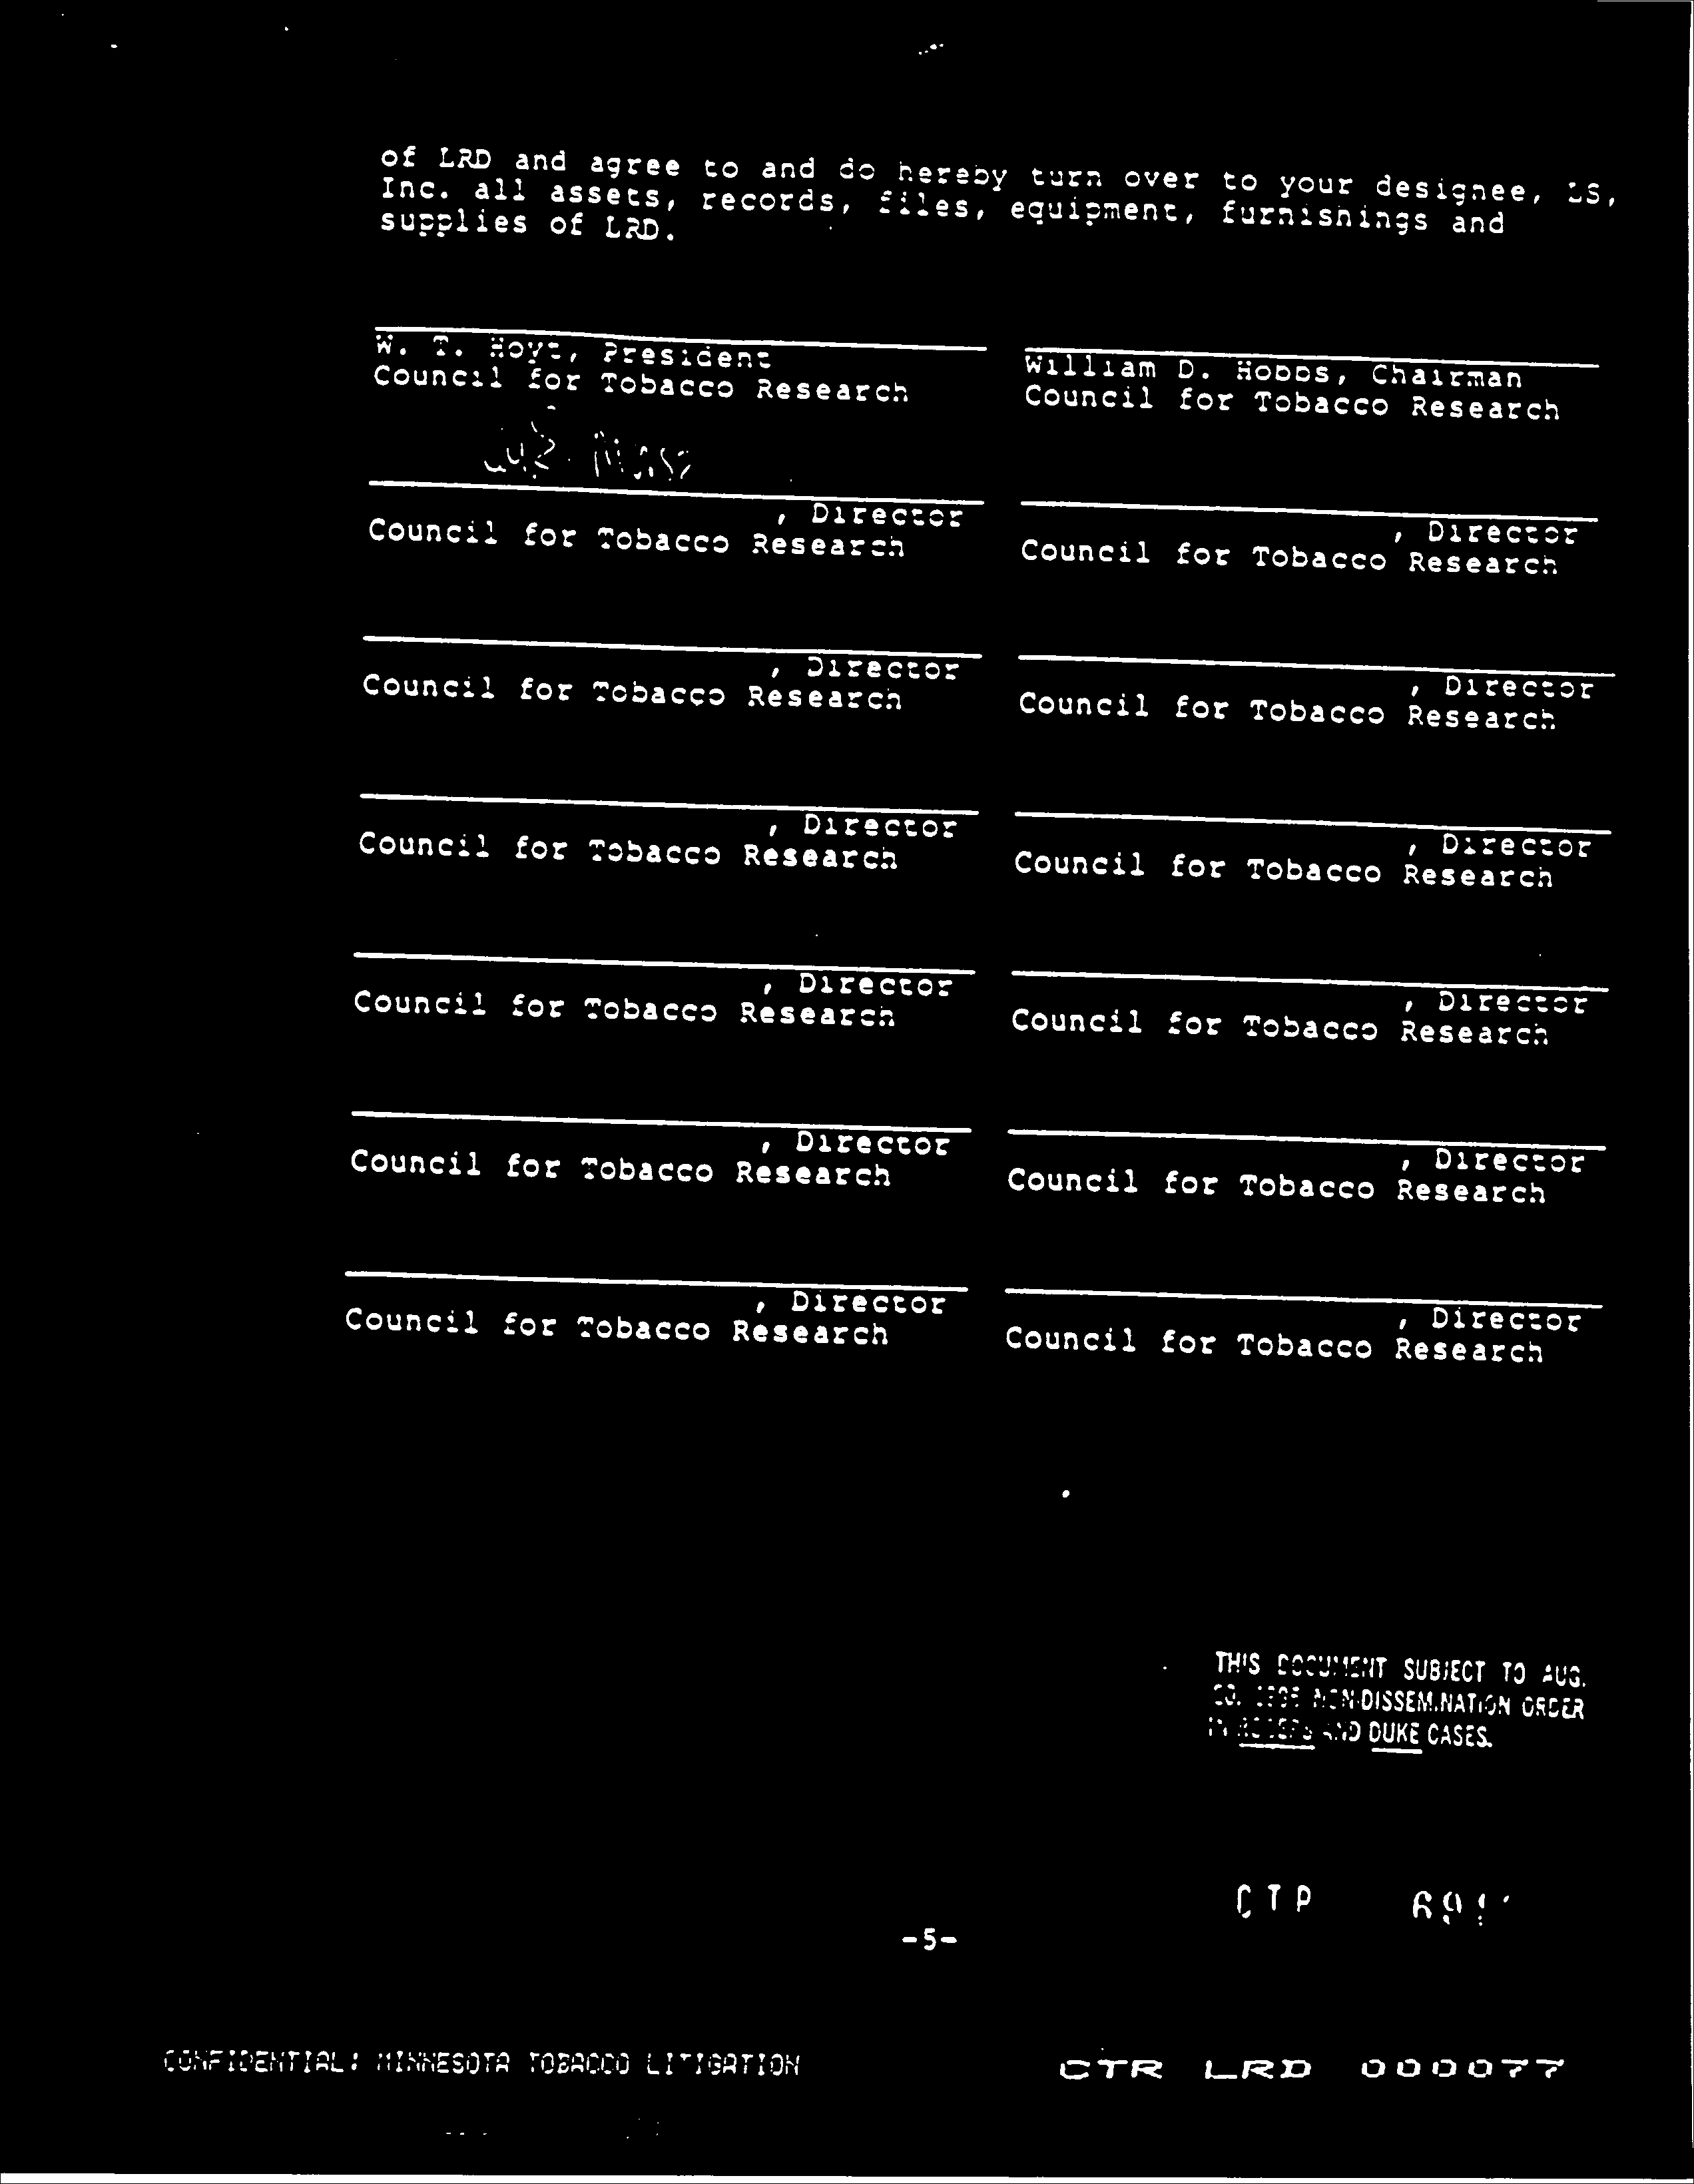 of LRD and agree to and do hereby turn over to your designee, LS,
Inc. all assets, records, files, equipment, furnishings and
supplies of LRD.
W. T. Hoyt, President
Council for Tobacco Research
William D. Hobbs, Chairman
Council for Tobacco Research
, Director
Council for Tobacco Research
, Director
Council for Tobacco Research
, Director
Council for Tobacco Research
, Director
Council for Tobacco Research
, Director
Council for Tobacco Research
, Director
Council for Tobacco Research
, Director
Council for Tobacco Research
, Director
Council for Tobacco Research
, Director
Council for Tobacco Research
, Director
Council for Tobacco Research
, Director
Council for Tobacco Research
, Director
Council for Tobacco Research
THIS DOCUMENT SUBJECT TO AUG.
NON-DISSEMINATION ORDER
IN AND DUKE CASES.
-5-
CONFIDENTIAL: MINNESOTA TOBACCO LITIGATION
CTR LRD 000077